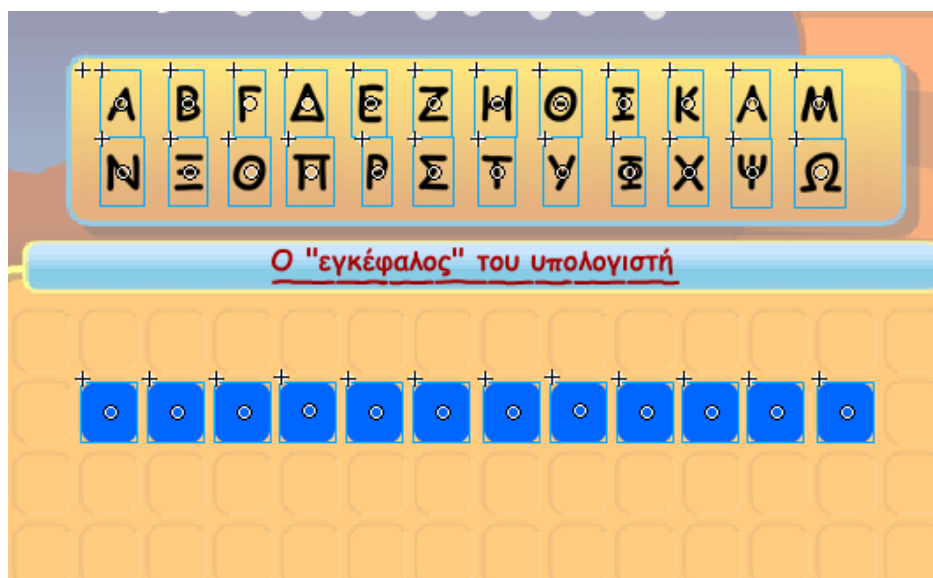 Α Β Γ Δ Ε Ζ Η Θ Ι Κ Λ Μ
Ν Ξ Ο Π Ρ Σ Τ Υ Φ Χ Ψ Ω
Ο "εγκέφαλος" του υπολογιστή